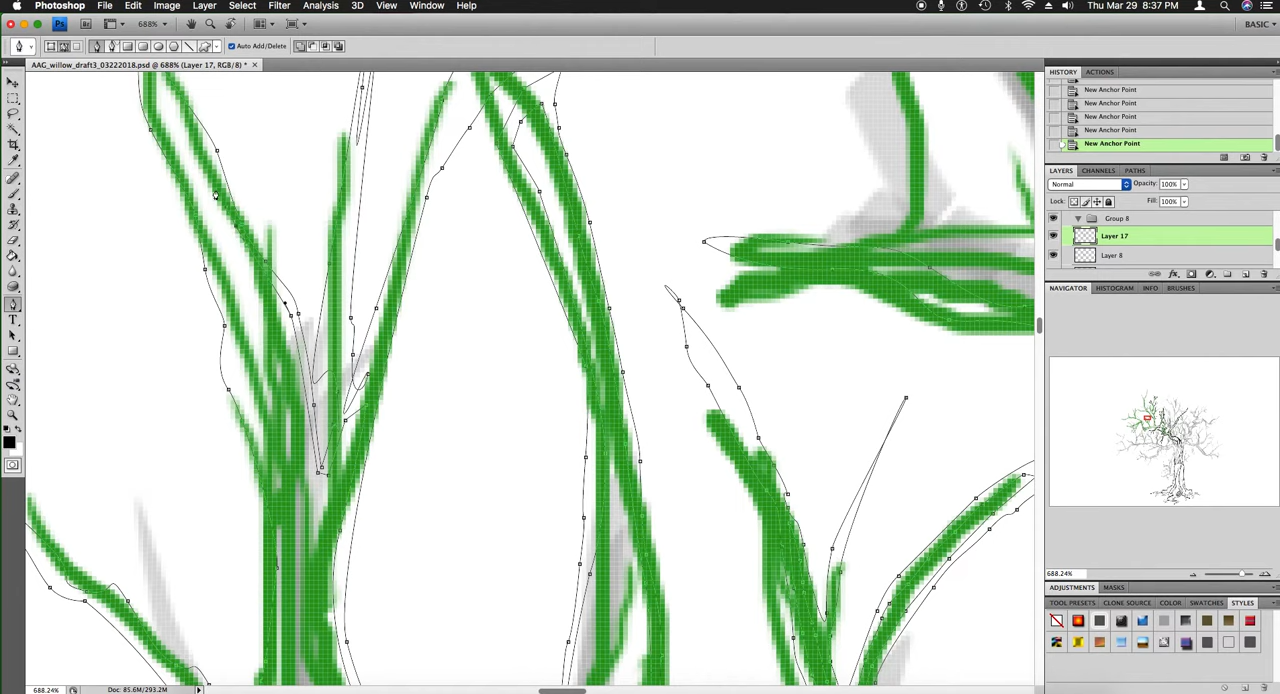 Photoshop File Edit Image Layer Select Filter Analysis 3D View Window Help Thu Mar 29 8:37 PM
Ps Br 688% BASIC
Auto Add/Delete
AAG_willow_draft3_03222018.psd @ 688% (Layer 17, RGB/8) *
HISTORY ACTIONS
New Anchor Point
New Anchor Point
New Anchor Point
New Anchor Point
New Anchor Point
LAYERS CHANNELS PATHS
Normal Opacity: 100%
Lock: Fill: 100%
Group 8
Layer 17
Layer 8
NAVIGATOR HISTOGRAM INFO BRUSHES
688.24%
ADJUSTMENTS MASKS
TOOL PRESETS CLONE SOURCE COLOR SWATCHES STYLES
688.24% Doc: 85.6M/293.2M